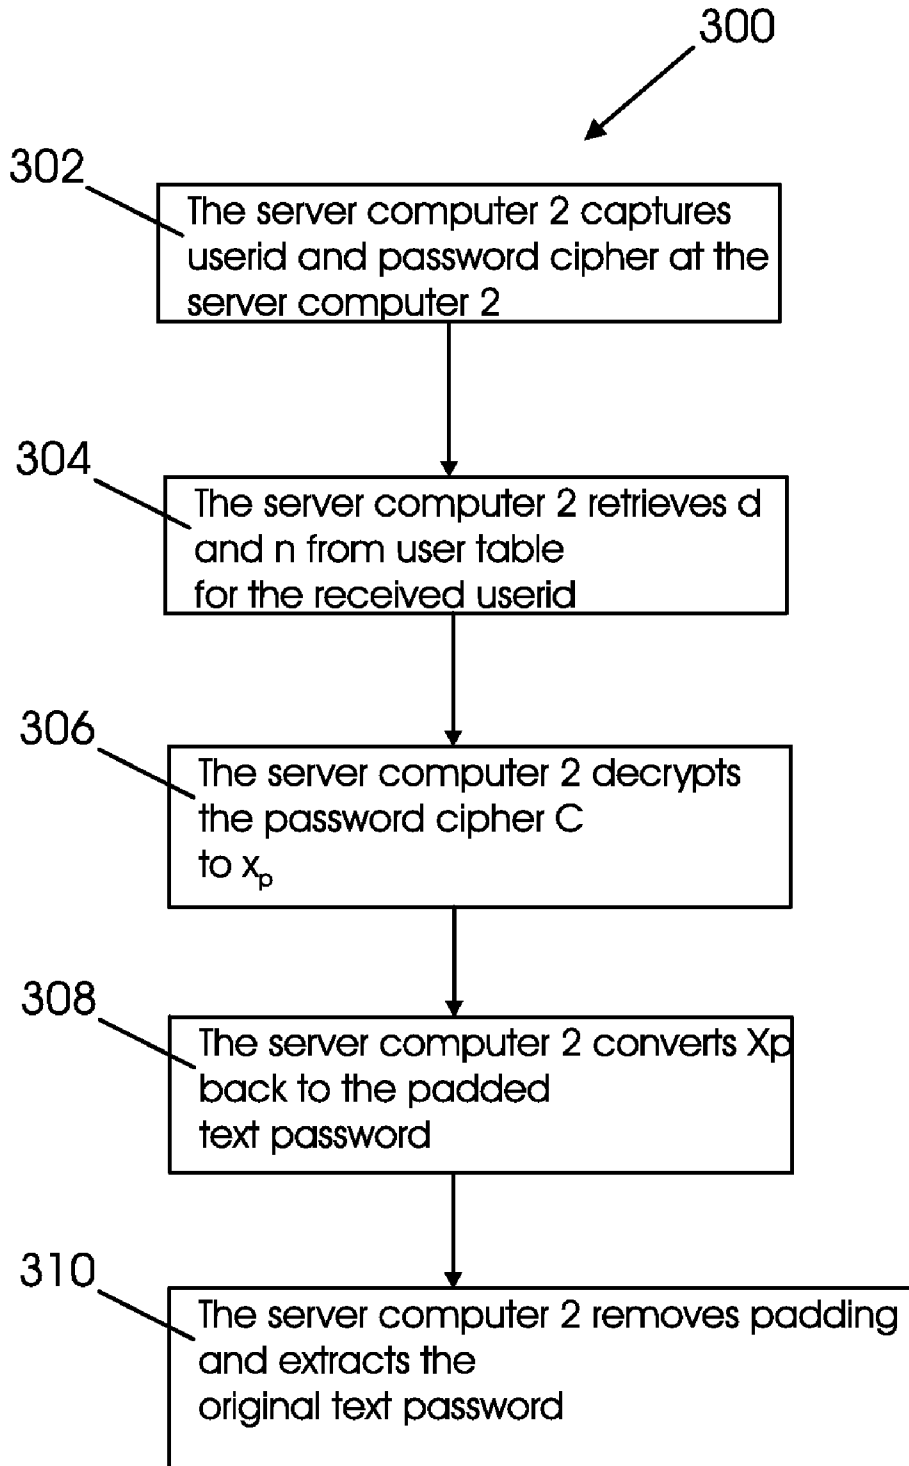 300
302
The server computer 2 captures
userid and password cipher at the
server computer 2
304
The server computer 2 retrieves d
and n from user table
for the received userid
306
The server computer 2 decrypts
the password cipher C
to xₚ
308
The server computer 2 converts Xp
back to the padded
text password
310
The server computer 2 removes padding
and extracts the
original text password